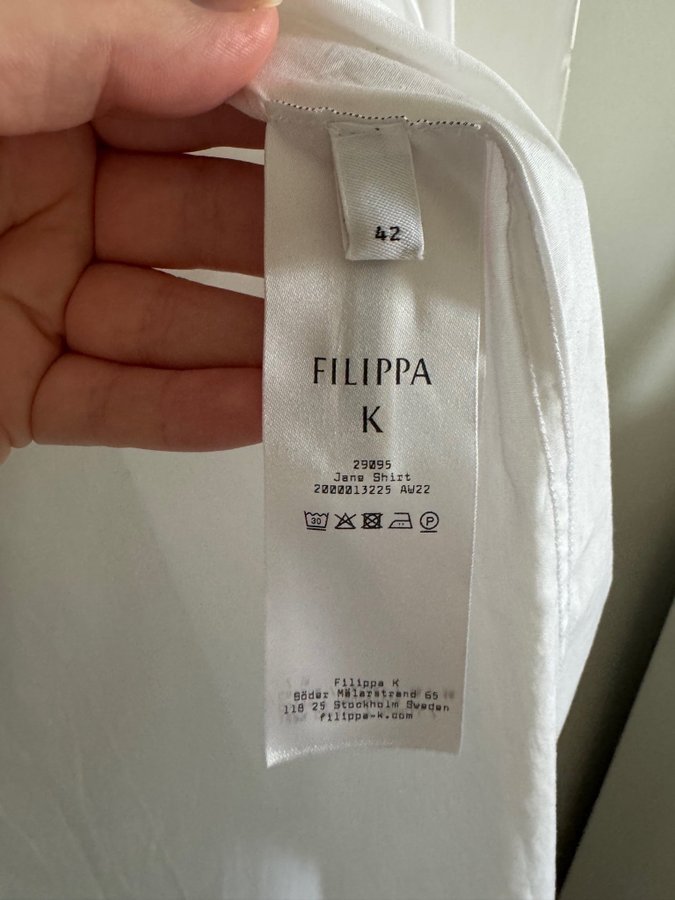 42
FILIPPA
K
29095
Jane Shirt
2000013225 AW22
30
P
Filippa K
Söder Mälarstrand 65
118 25 Stockholm Sweden
filippa-k.com